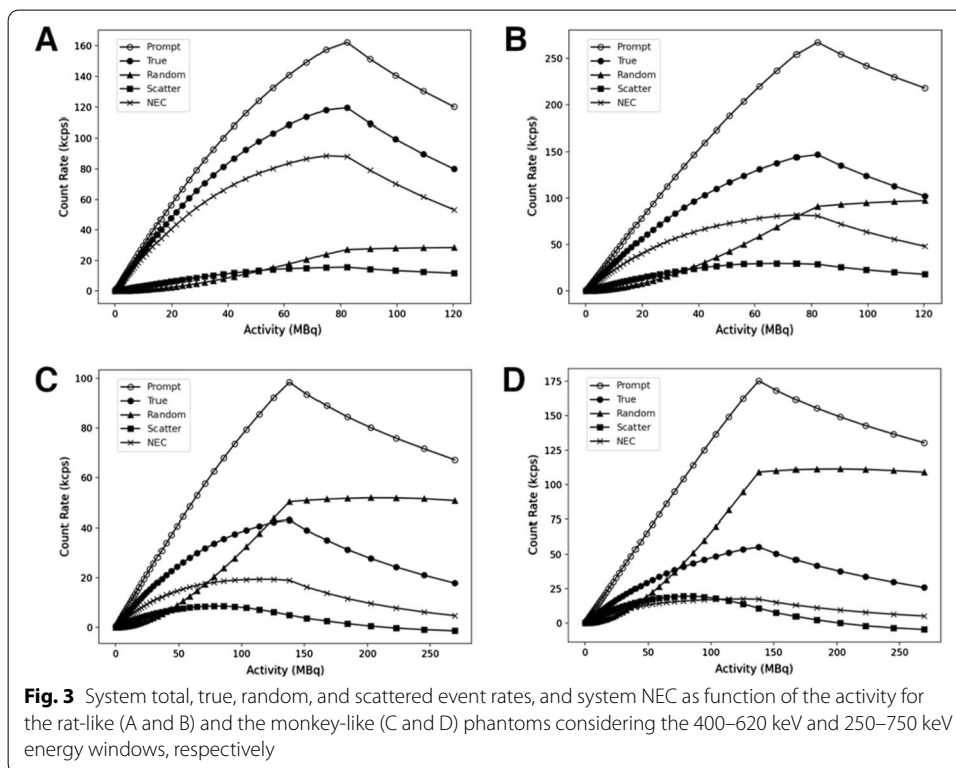 A
160
140
120
100
80
60
40
20
0
Count Rate (kcps)
Prompt
True
Random
Scatter
NEC
0 20 40 60 80 100 120
Activity (MBq)
B
250
200
150
100
50
0
Count Rate (kcps)
Prompt
True
Random
Scatter
NEC
0 20 40 60 80 100 120
Activity (MBq)
C
100
80
60
40
20
0
Count Rate (kcps)
Prompt
True
Random
Scatter
NEC
0 50 100 150 200 250
Activity (MBq)
D
175
150
125
100
75
50
25
0
Count Rate (kcps)
Prompt
True
Random
Scatter
NEC
0 50 100 150 200 250
Activity (MBq)
Fig. 3 System total, true, random, and scattered event rates, and system NEC as function of the activity for
the rat-like (A and B) and the monkey-like (C and D) phantoms considering the 400–620 keV and 250–750 keV
energy windows, respectively